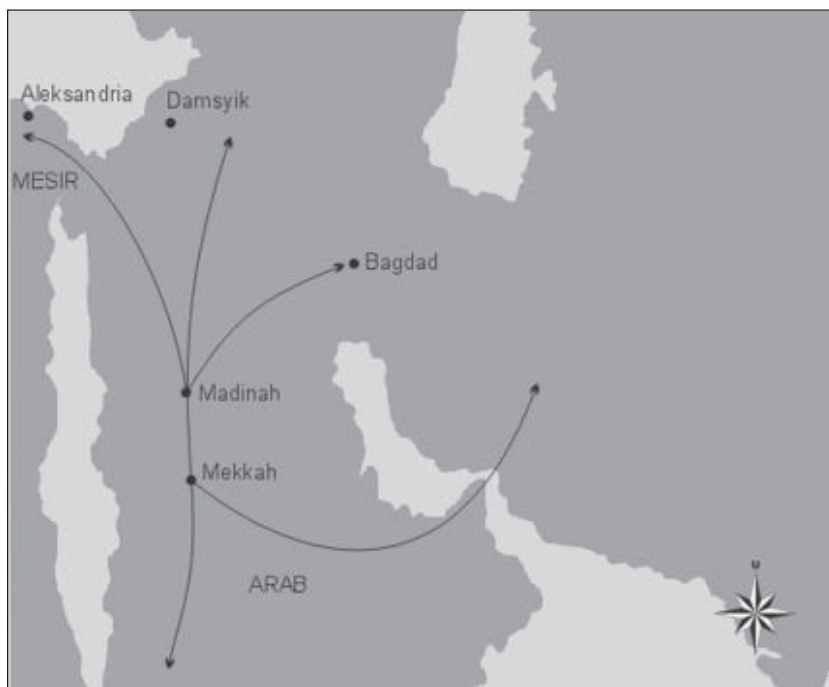 Aleksandria
Damsyik
MESIR
Bagdad
Madinah
Mekkah
ARAB
U